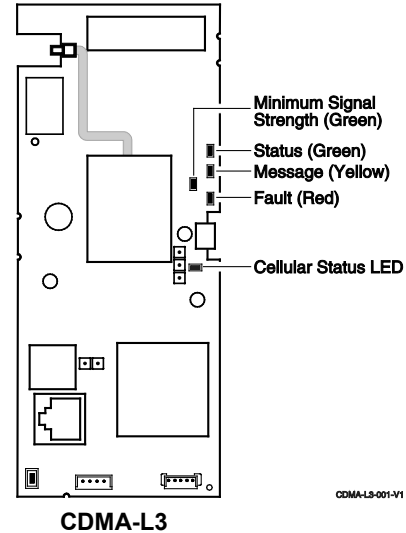 Minimum Signal
Strength (Green)
Status (Green)
Message (Yellow)
Fault (Red)
Cellular Status LED
CDMA-L3-001-V1
CDMA-L3